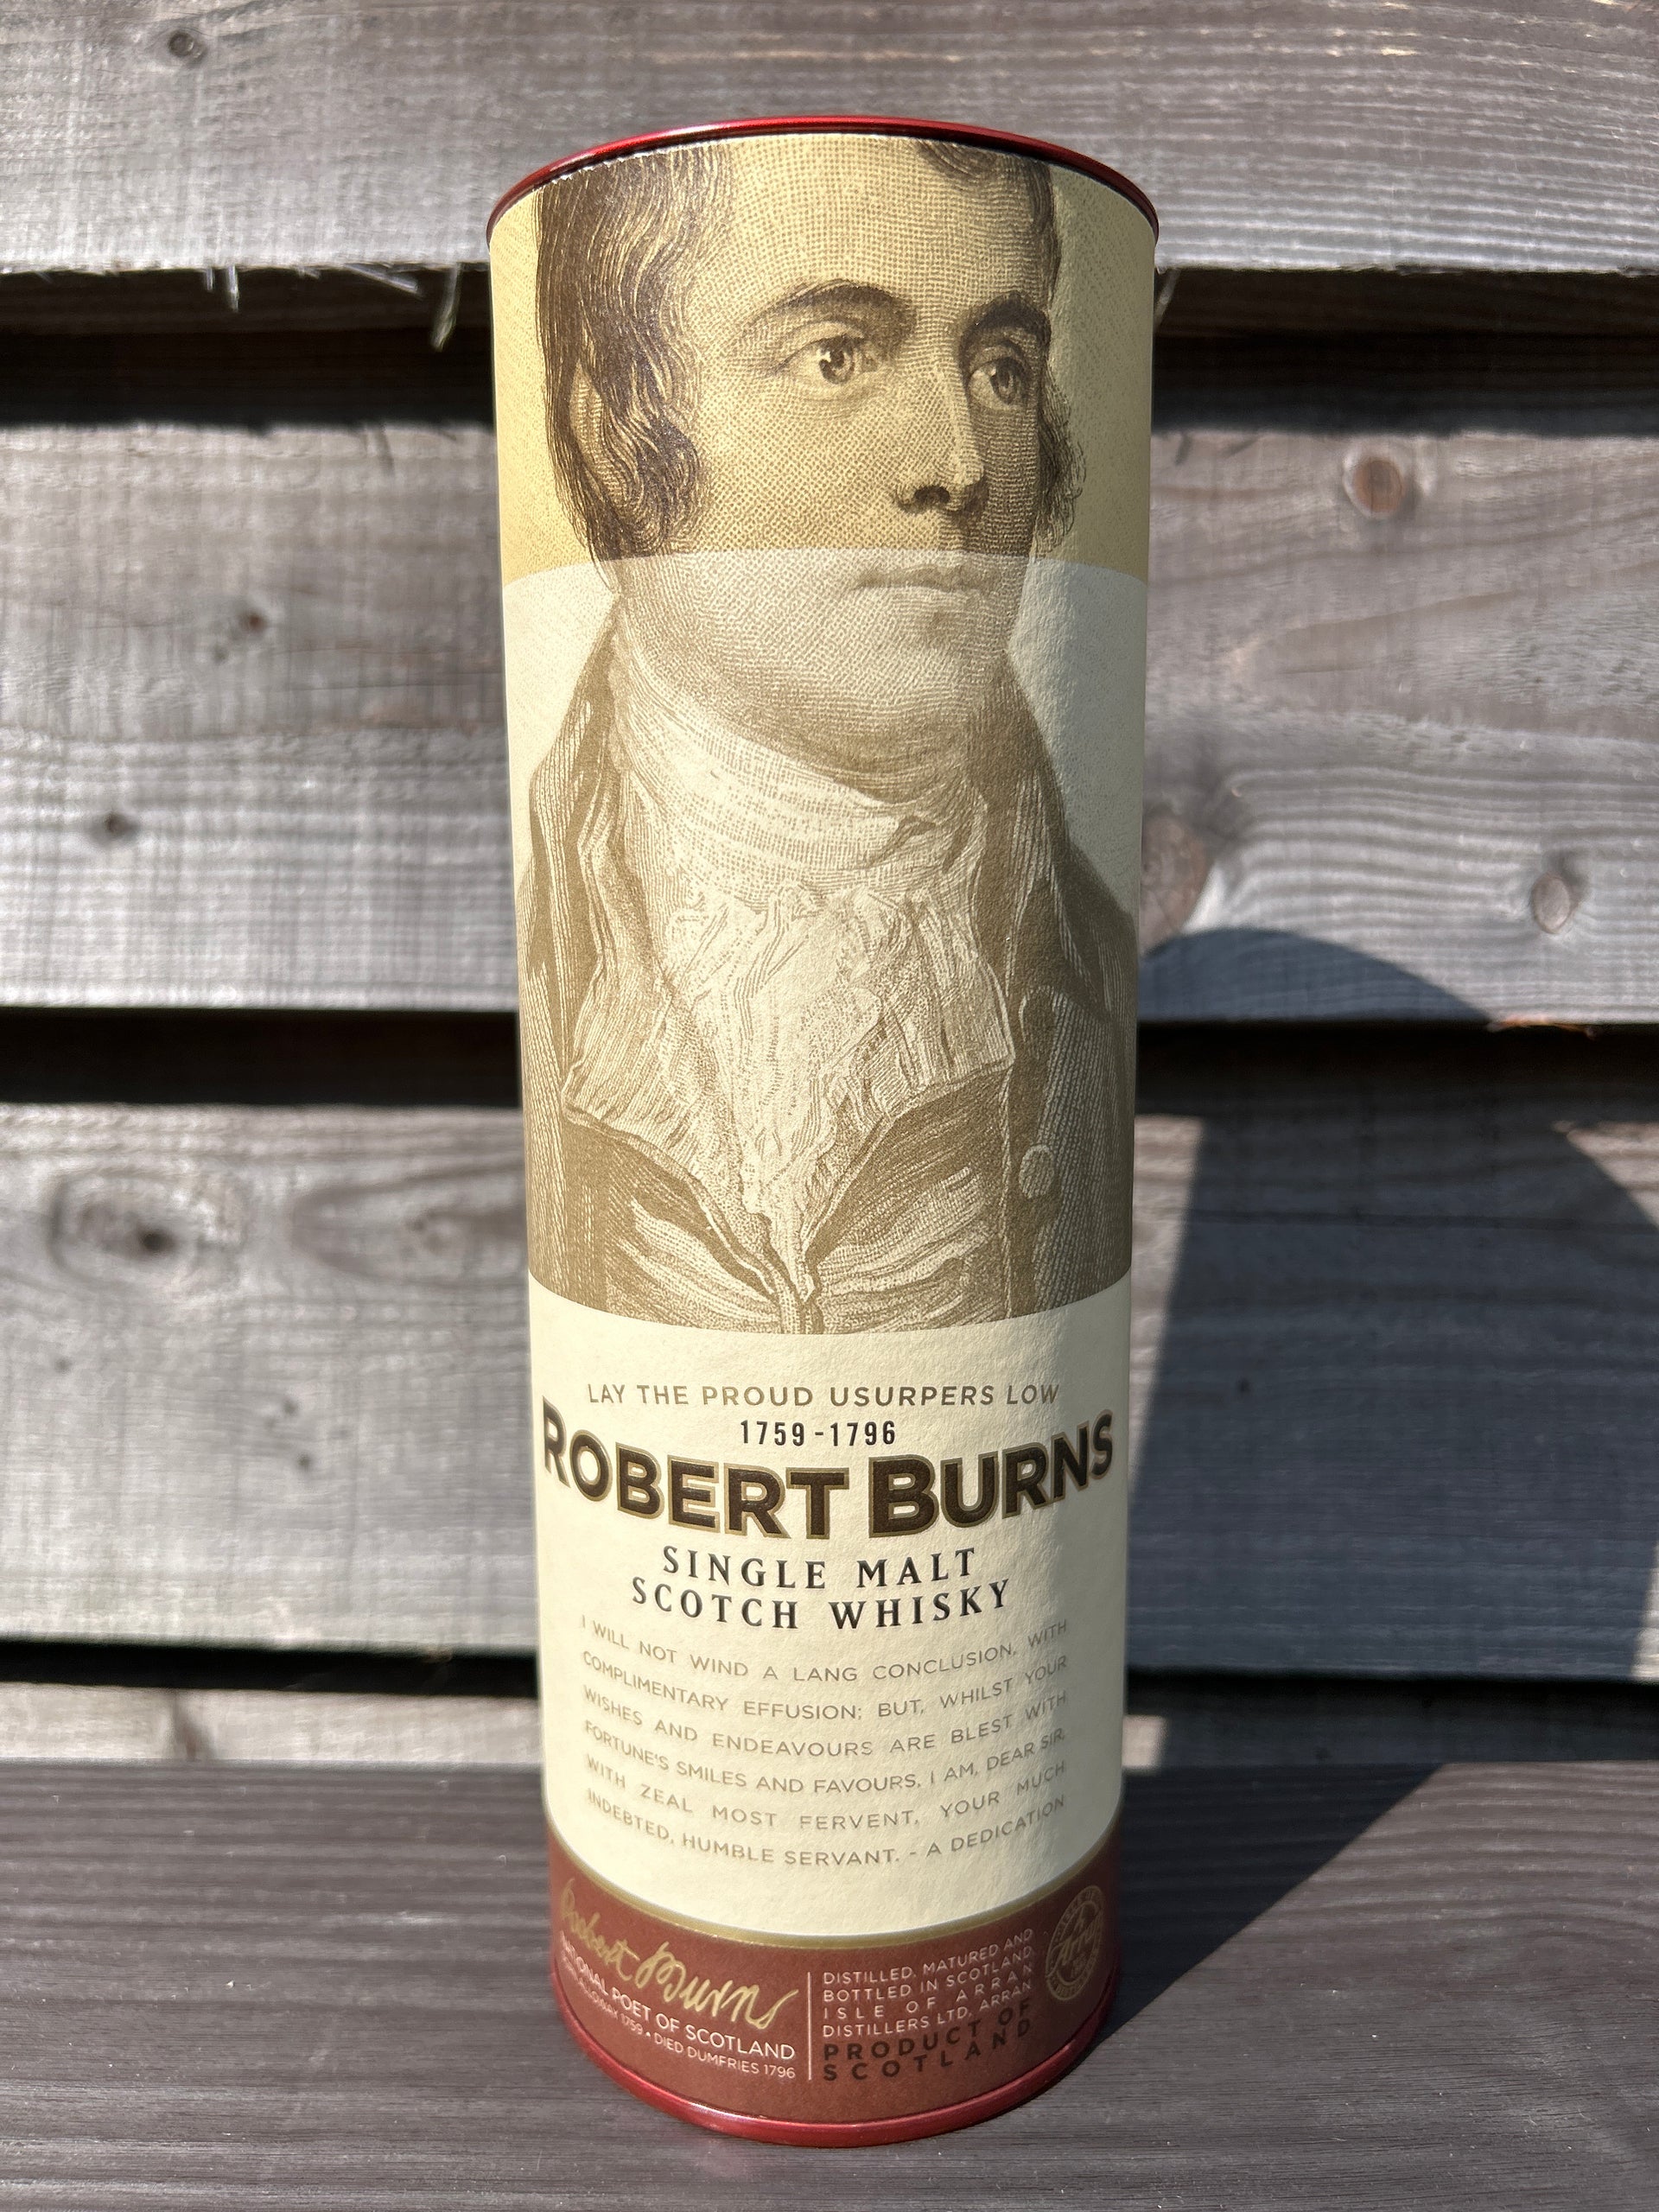 LAY THE PROUD USURPERS LOW
1759-1796
ROBERT BURNS
SINGLE MALT
SCOTCH WHISKY
I WILL NOT WIND A LANG CONCLUSION, WITH
COMPLIMENTARY EFFUSION; BUT, WHILST YOUR
WISHES AND ENDEAVOURS ARE BLEST WITH
FORTUNE'S SMILES AND FAVOURS, I AM, DEAR SIR,
WITH ZEAL MOST FERVENT, YOUR MUCH
INDEBTED, HUMBLE SERVANT. - A DEDICATION
Robert Burns
NATIONAL POET OF SCOTLAND
ALLOWAY 1759 • DIED DUMFRIES 1796
DISTILLED, MATURED AND
BOTTLED IN SCOTLAND,
ISLE OF ARRAN
DISTILLERS LTD, ARRAN
PRODUCT OF
SCOTLAND
Arran